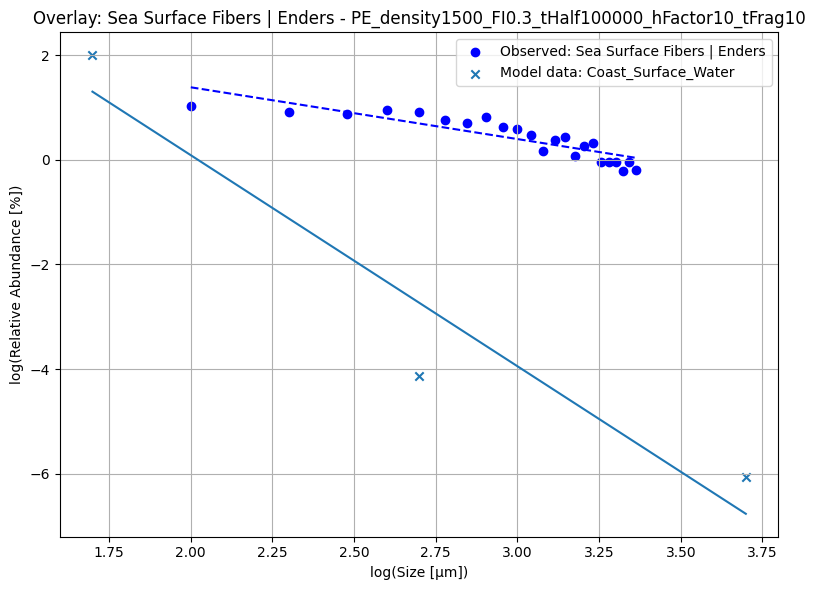 Overlay: Sea Surface Fibers | Enders - PE_density1500_FI0.3_tHalf100000_hFactor10_tFrag10
Observed: Sea Surface Fibers | Enders
Model data: Coast_Surface_Water
log(Relative Abundance [%])
2
0
−2
−4
−6
1.75 2.00 2.25 2.50 2.75 3.00 3.25 3.50 3.75
log(Size [μm])